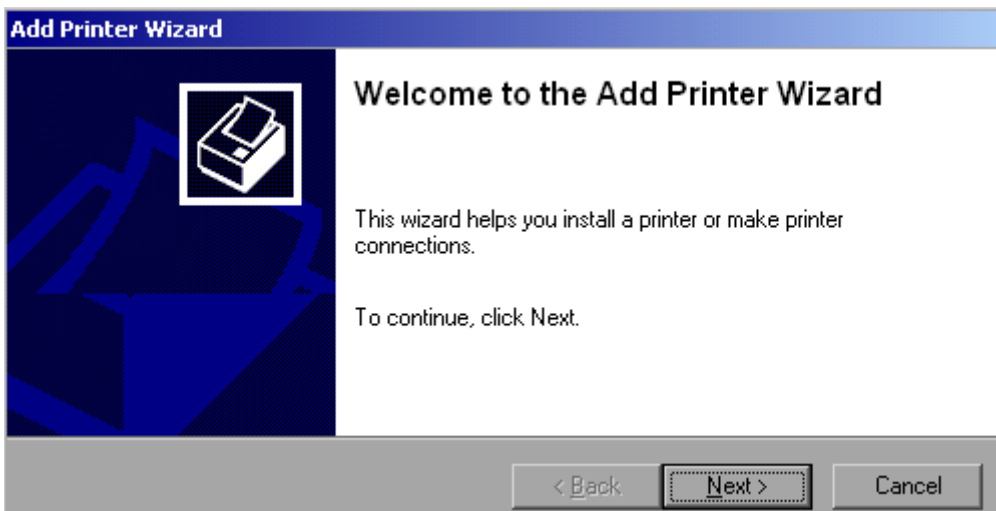 Add Printer Wizard
Welcome to the Add Printer Wizard
This wizard helps you install a printer or make printer
connections.
To continue, click Next.
< Back
Next >
Cancel